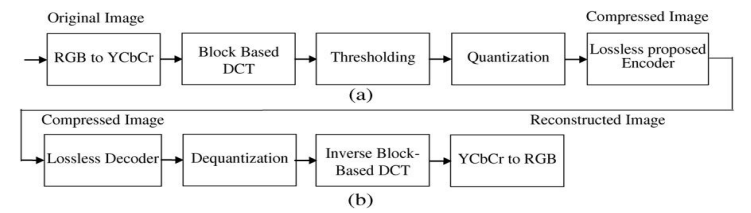 Original Image
Compressed Image
RGB to YCbCr
Block Based
DCT
Thresholding
Quantization
Lossless proposed
Encoder
(a)
Compressed Image
Reconstructed Image
Lossless Decoder
Dequantization
Inverse Block-
Based DCT
YCbCr to RGB
(b)